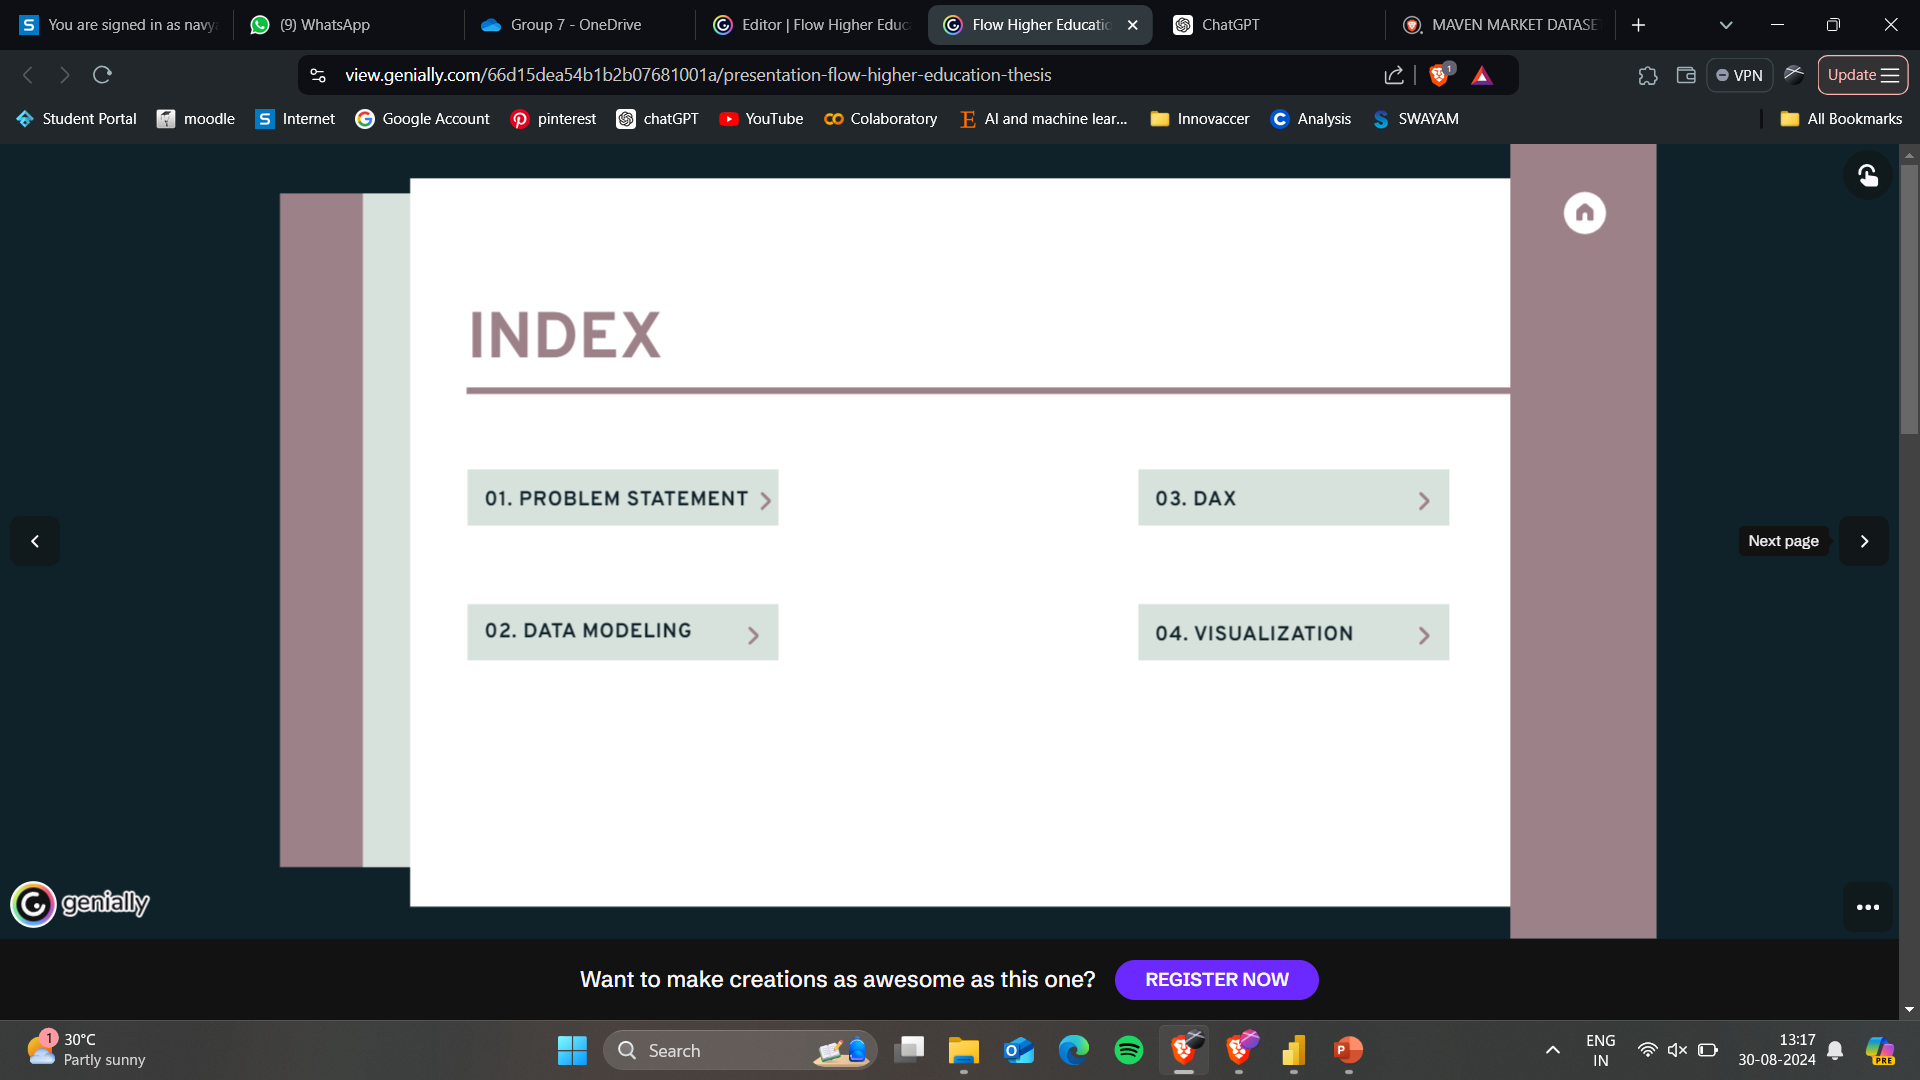 You are signed in as navya
(9) WhatsApp
Group 7 - OneDrive
Editor | Flow Higher Educ
Flow Higher Educatio
ChatGPT
MAVEN MARKET DATASE
view.genially.com/66d15dea54b1b2b07681001a/presentation-flow-higher-education-thesis
1
VPN
Update
Student Portal
moodle
Internet
Google Account
pinterest
chatGPT
YouTube
Colaboratory
AI and machine lear...
Innovaccer
Analysis
SWAYAM
All Bookmarks
INDEX
01. PROBLEM STATEMENT
03. DAX
02. DATA MODELING
04. VISUALIZATION
Next page
genially
Want to make creations as awesome as this one?
REGISTER NOW
1
30°C
Partly sunny
Search
ENG
IN
13:17
30-08-2024
PRE